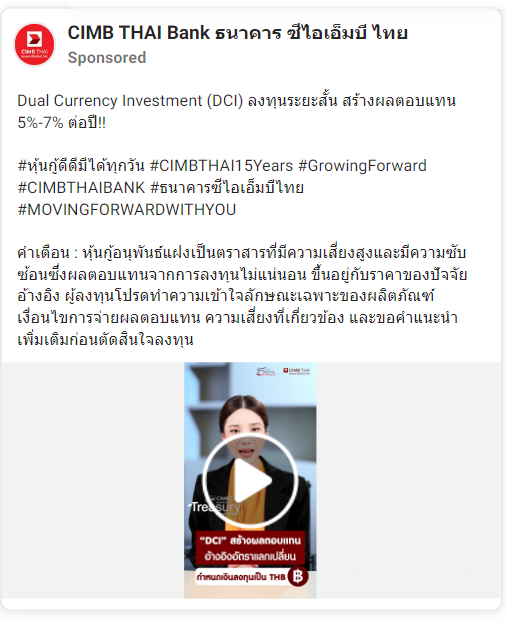 CIMB THAI Bank ธนาคาร ซีไอเอ็มบี ไทย
Sponsored
Dual Currency Investment (DCI) ลงทุนระยะสั้น สร้างผลตอบแทน
5%-7% ต่อปี!!
#หุ้นกู้ดีดีมีได้ทุกวัน #CIMBTHAI15Years #GrowingForward
#CIMBTHAIBANK #ธนาคารซีไอเอ็มบีไทย
#MOVINGFORWARDWITHYOU
คำเตือน : หุ้นกู้อนุพันธ์แฝงเป็นตราสารที่มีความเสี่ยงสูงและมีความซับ
ซ้อนซึ่งผลตอบแทนจากการลงทุนไม่แน่นอน ขึ้นอยู่กับราคาของปัจจัย
อ้างอิง ผู้ลงทุนโปรดทำความเข้าใจลักษณะเฉพาะของผลิตภัณฑ์
เงื่อนไขการจ่ายผลตอบแทน ความเสี่ยงที่เกี่ยวข้อง และขอคำแนะนำ
เพิ่มเติมก่อนตัดสินใจลงทุน
CIMB THAI
CIMB THAI
Treasury
"DCI" สร้างผลตอบแทน
อ้างอิงอัตราแลกเปลี่ยน
กำหนดเงินลงทุนเป็น THB ฿